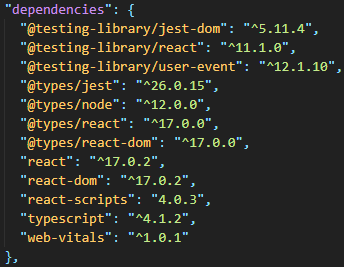 "dependencies": {
"@testing-library/jest-dom": "^5.11.4",
"@testing-library/react": "^11.1.0",
"@testing-library/user-event": "^12.1.10",
"@types/jest": "^26.0.15",
"@types/node": "^12.0.0",
"@types/react": "^17.0.0",
"@types/react-dom": "^17.0.0",
"react": "^17.0.2",
"react-dom": "^17.0.2",
"react-scripts": "4.0.3",
"typescript": "^4.1.2",
"web-vitals": "^1.0.1"
},